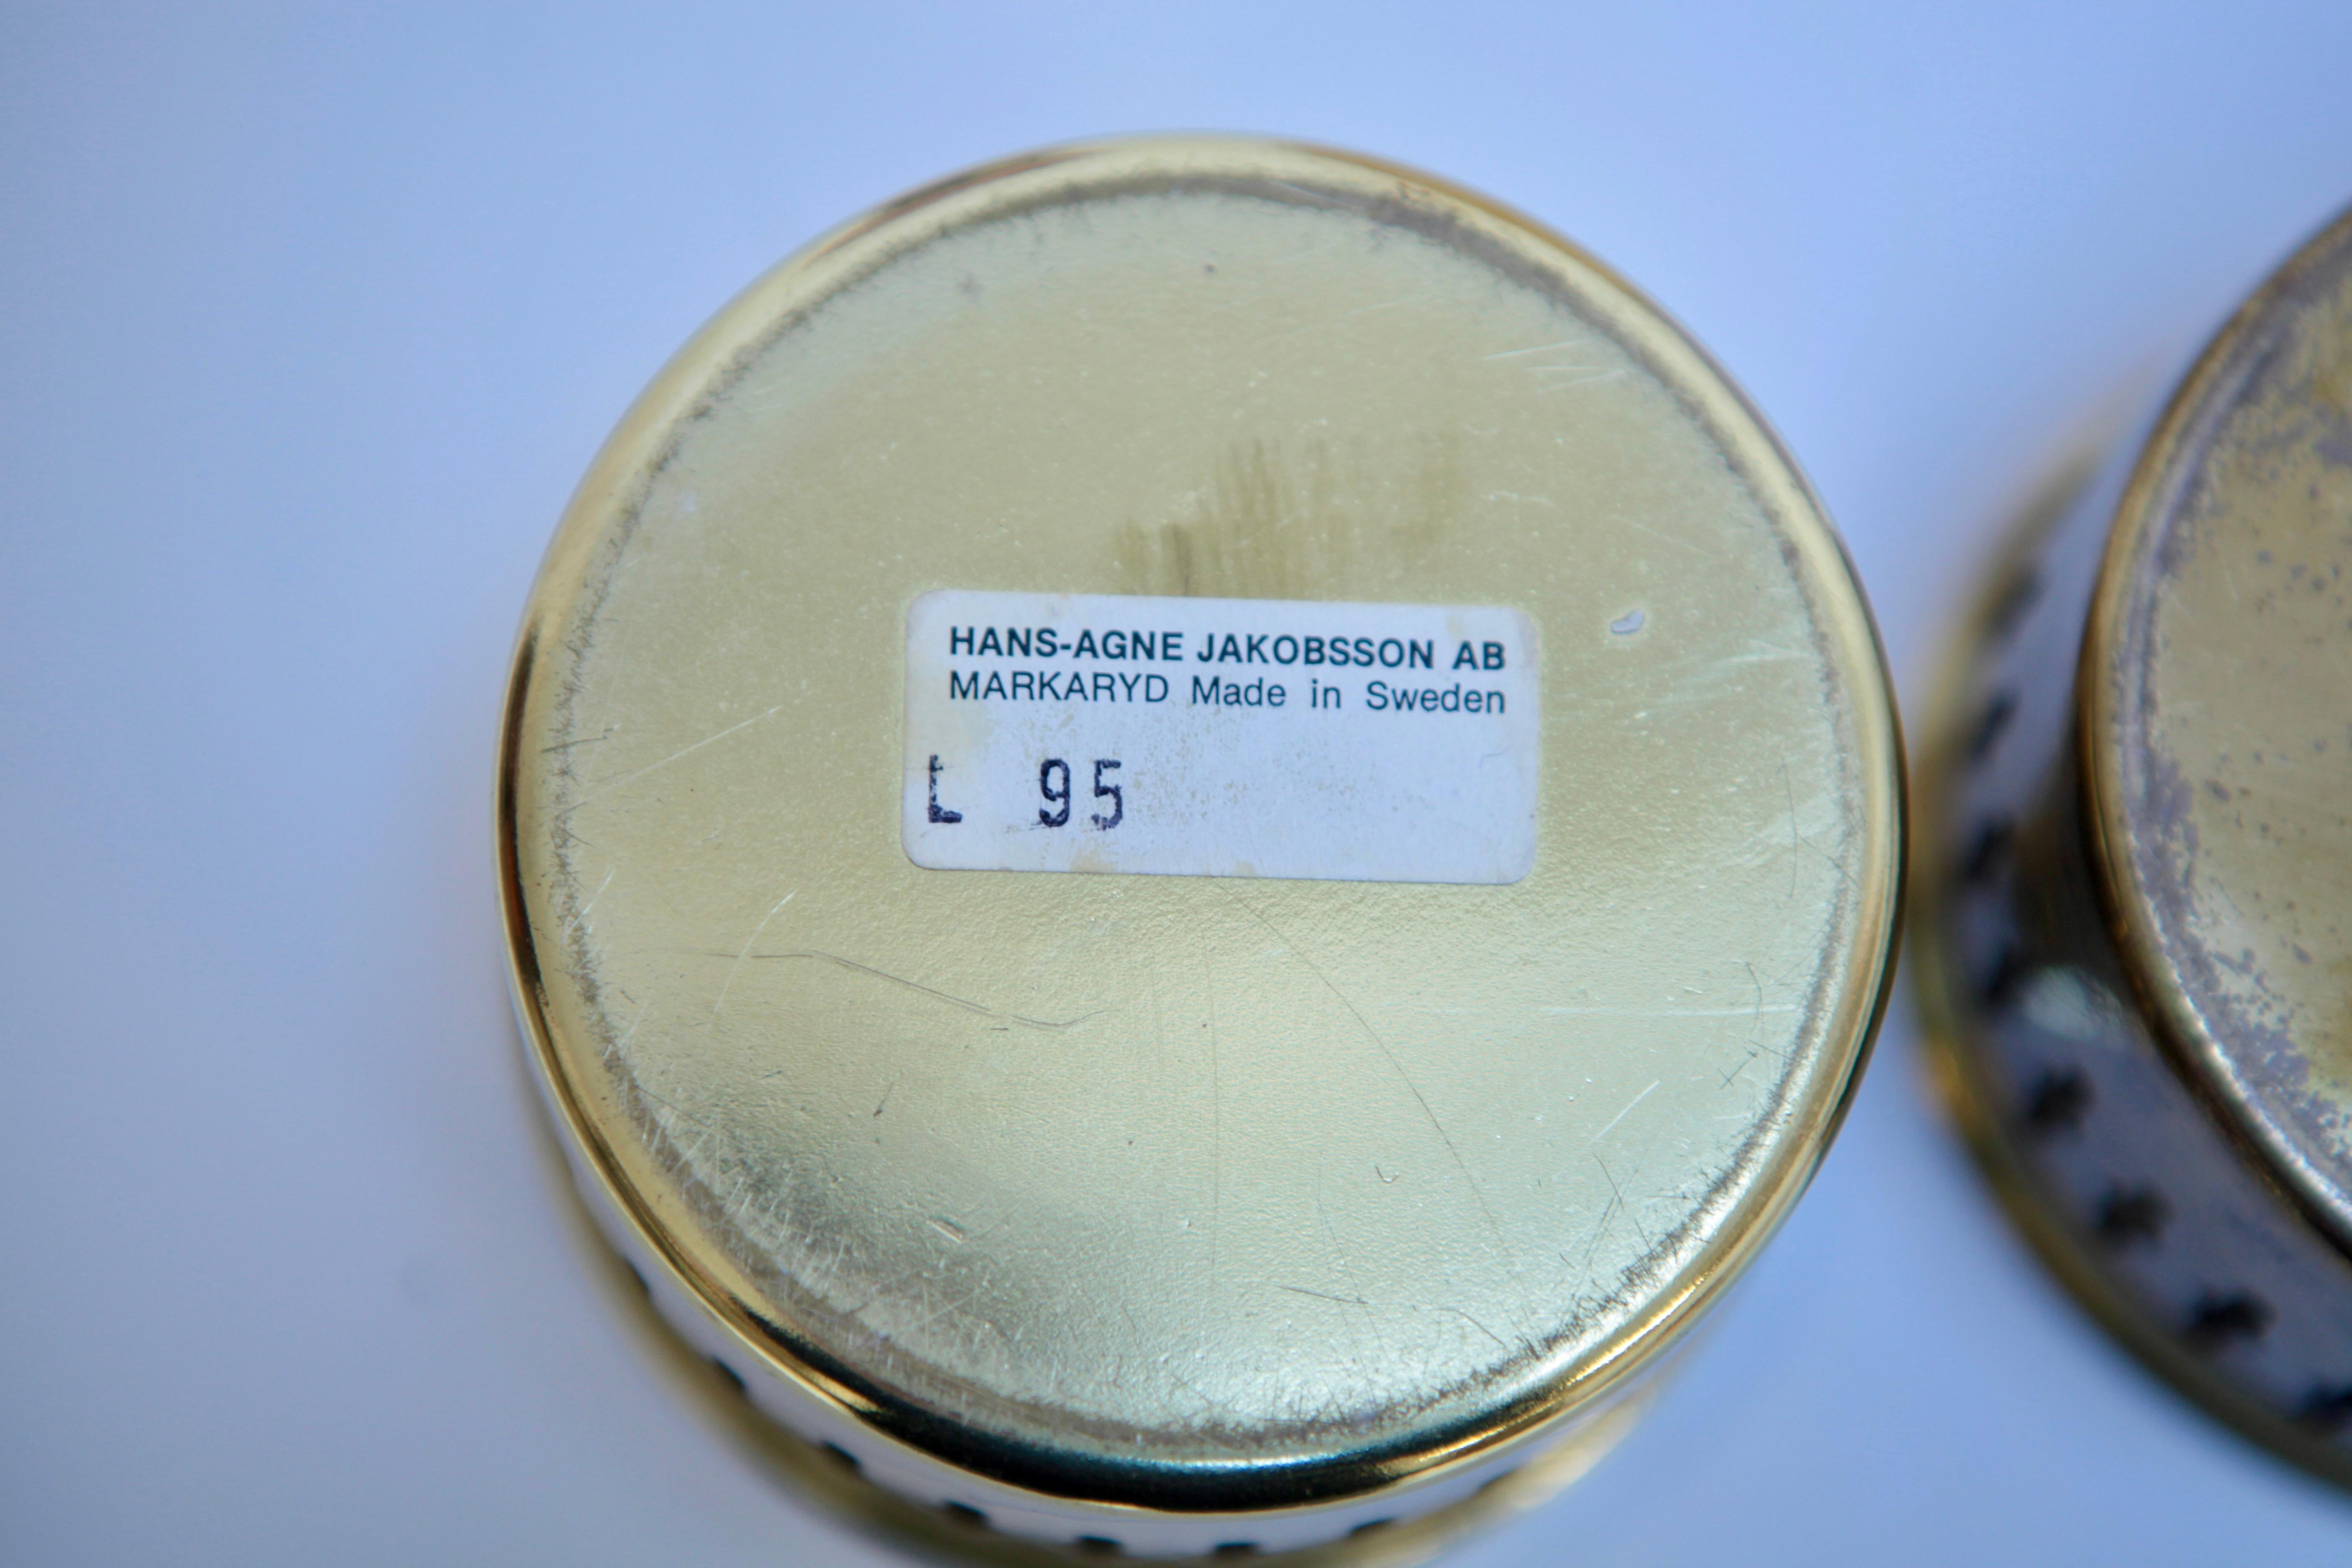 HANS-AGNE JAKOBSSON AB
MARKARYD Made in Sweden
L 95